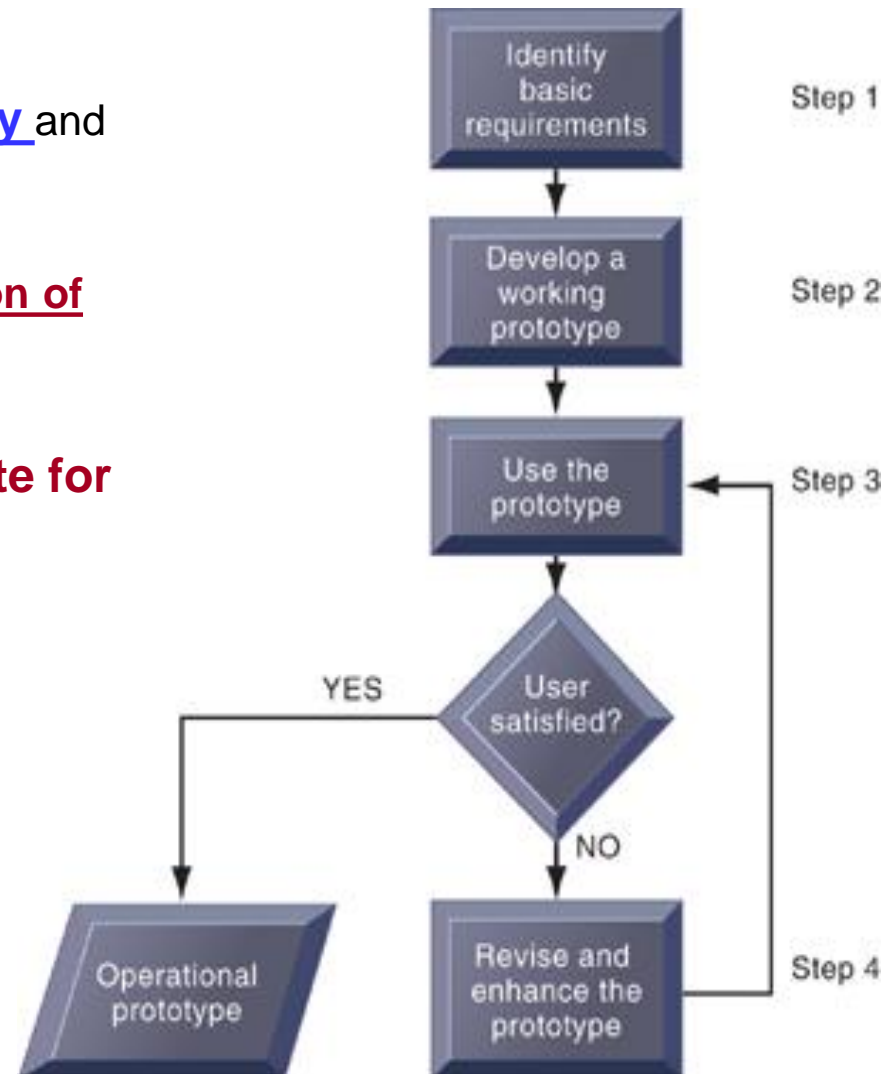 Identify
basic
requirements
Step 1
y and
Develop a
working
prototype
Step 2
on of
Use the
prototype
Step 3
te for
User
satisfied?
YES
NO
Operational
prototype
Revise and
enhance the
prototype
Step 4